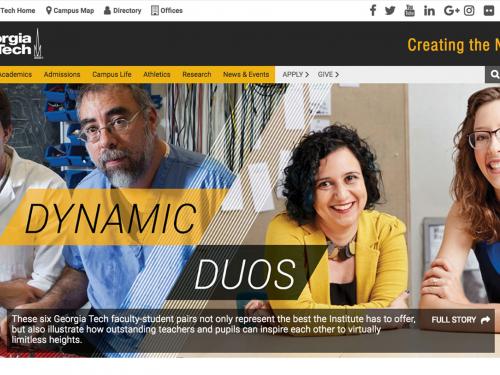 Tech Home Campus Map Directory Offices
Georgia
Tech
Creating the N
Academics Admissions Campus Life Athletics Research News & Events APPLY GIVE
DYNAMIC
DUOS
These six Georgia Tech faculty-student pairs not only represent the best the Institute has to offer,
but also illustrate how outstanding teachers and pupils can inspire each other to virtually
limitless heights.
FULL STORY